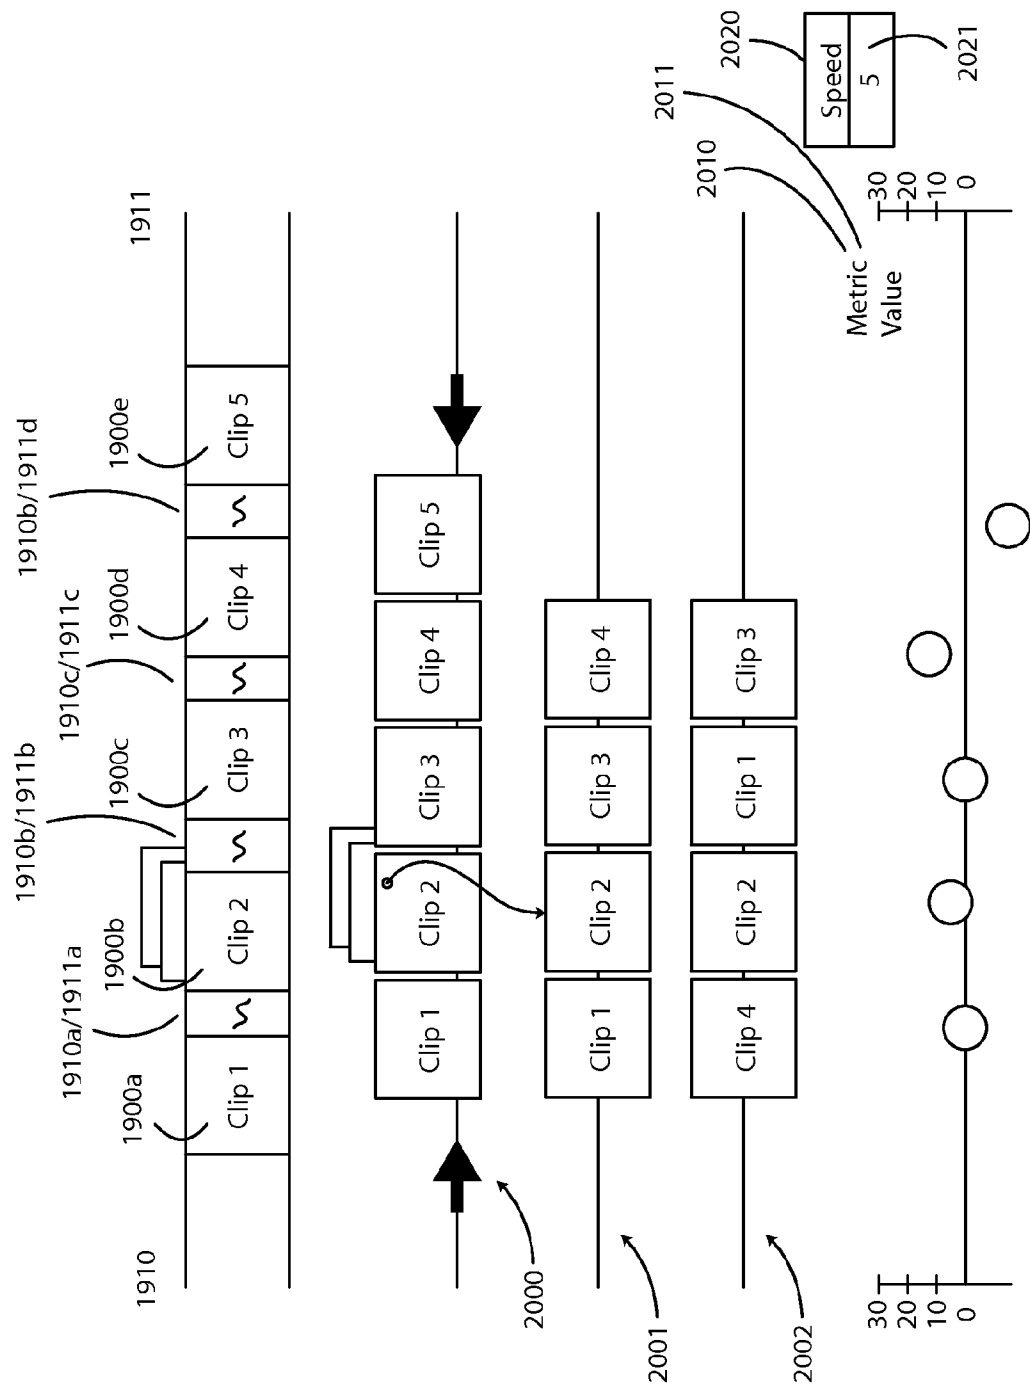 1910
1911
1900a
1910a/1911a
1900b
1910b/1911b
1900c
1910c/1911c
1900d
1910b/1911d
1900e
Clip 1
Clip 2
Clip 3
Clip 4
Clip 5
2000
Clip 1
Clip 2
Clip 3
Clip 4
Clip 5
2001
Clip 1
Clip 2
Clip 3
Clip 4
2002
Clip 4
Clip 2
Clip 1
Clip 3
2010
2011
Metric
Value
2020
Speed
5
2021
30
20
10
0
30
20
10
0